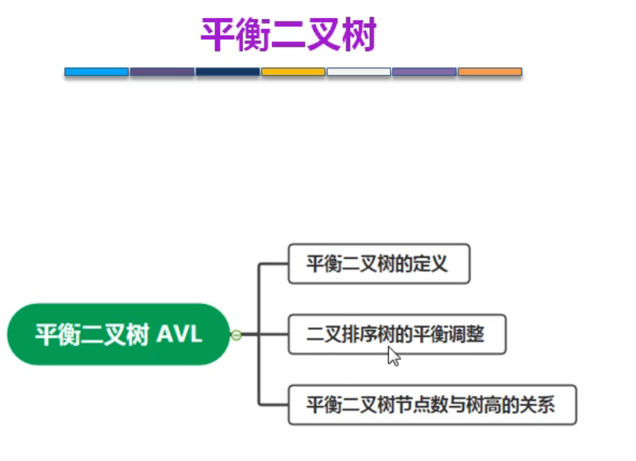 平衡二叉树
平衡二叉树的定义
平衡二叉树 AVL
二叉排序树的平衡调整
平衡二叉树节点数与树高的关系